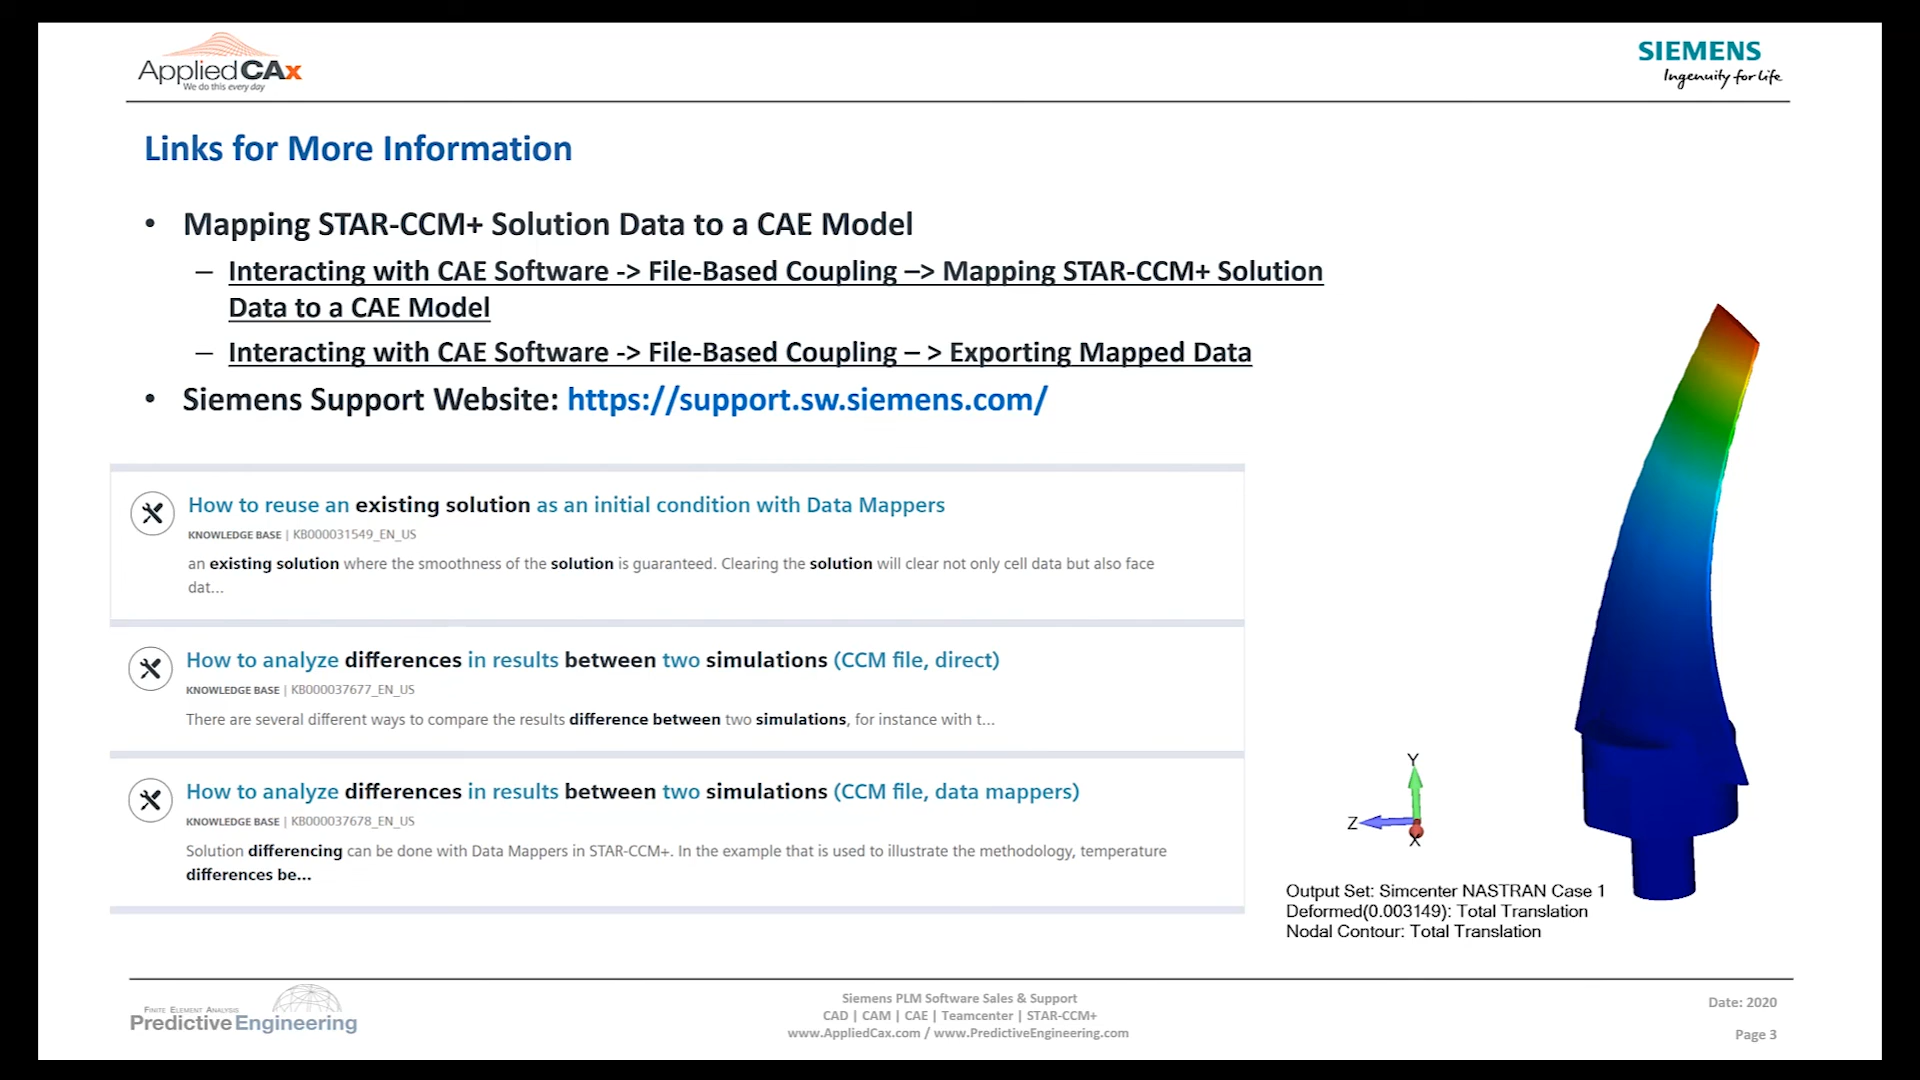 AppliedCAx
We do this every day
SIEMENS
Ingenuity for life
Links for More Information
• Mapping STAR-CCM+ Solution Data to a CAE Model
– Interacting with CAE Software -> File-Based Coupling –> Mapping STAR-CCM+ Solution
Data to a CAE Model
– Interacting with CAE Software -> File-Based Coupling – > Exporting Mapped Data
• Siemens Support Website: https://support.sw.siemens.com/
How to reuse an existing solution as an initial condition with Data Mappers
KNOWLEDGE BASE | KB000031549_EN_US
an existing solution where the smoothness of the solution is guaranteed. Clearing the solution will clear not only cell data but also face
dat...
How to analyze differences in results between two simulations (CCM file, direct)
KNOWLEDGE BASE | KB000037677_EN_US
There are several different ways to compare the results difference between two simulations, for instance with t...
How to analyze differences in results between two simulations (CCM file, data mappers)
KNOWLEDGE BASE | KB000037678_EN_US
Solution differencing can be done with Data Mappers in STAR-CCM+. In the example that is used to illustrate the methodology, temperature
differences be...
Y
Z
X
Output Set: Simcenter NASTRAN Case 1
Deformed(0.003149): Total Translation
Nodal Contour: Total Translation
FINITE ELEMENT ANALYSIS
PredictiveEngineering
Siemens PLM Software Sales & Support
CAD | CAM | CAE | Teamcenter | STAR-CCM+
www.AppliedCax.com / www.PredictiveEngineering.com
Date: 2020
Page 3